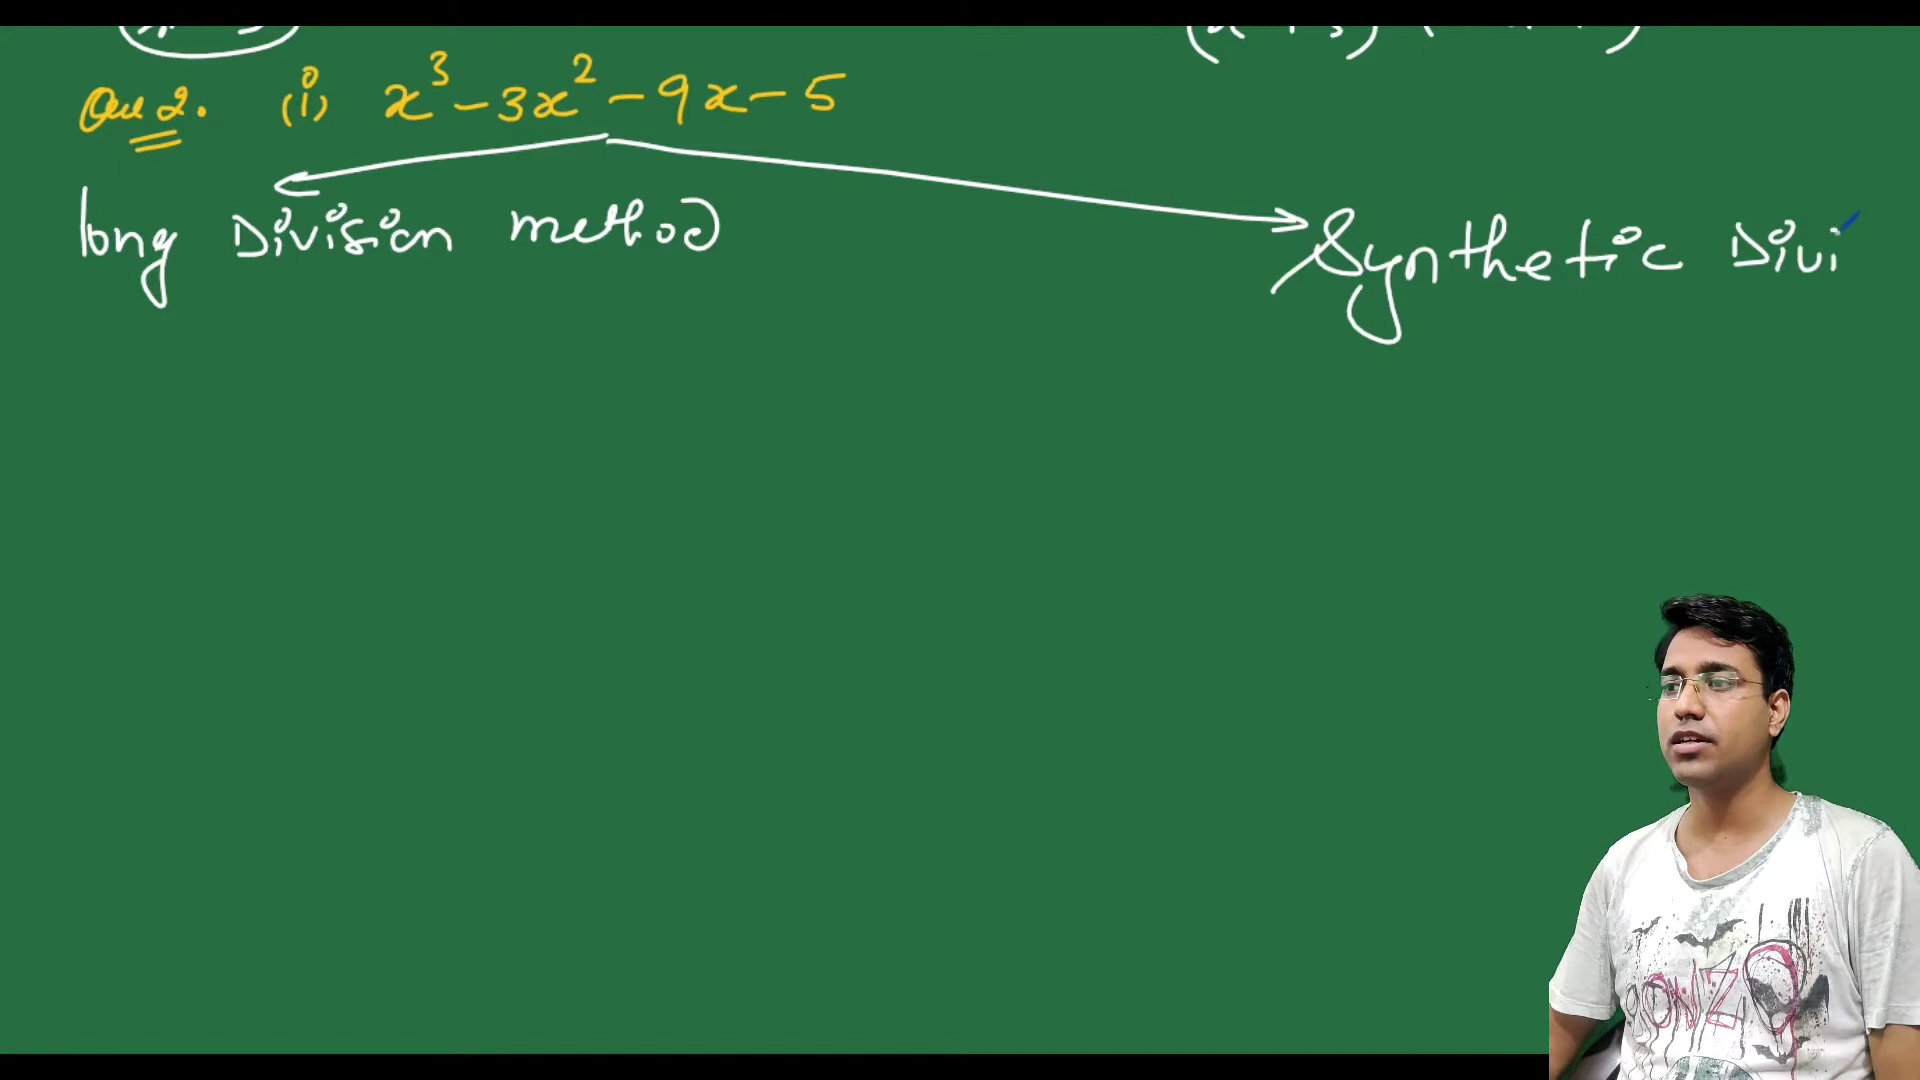 Que 2. (i) x³ - 3x² - 9x - 5
long Division method
Synthetic Divi